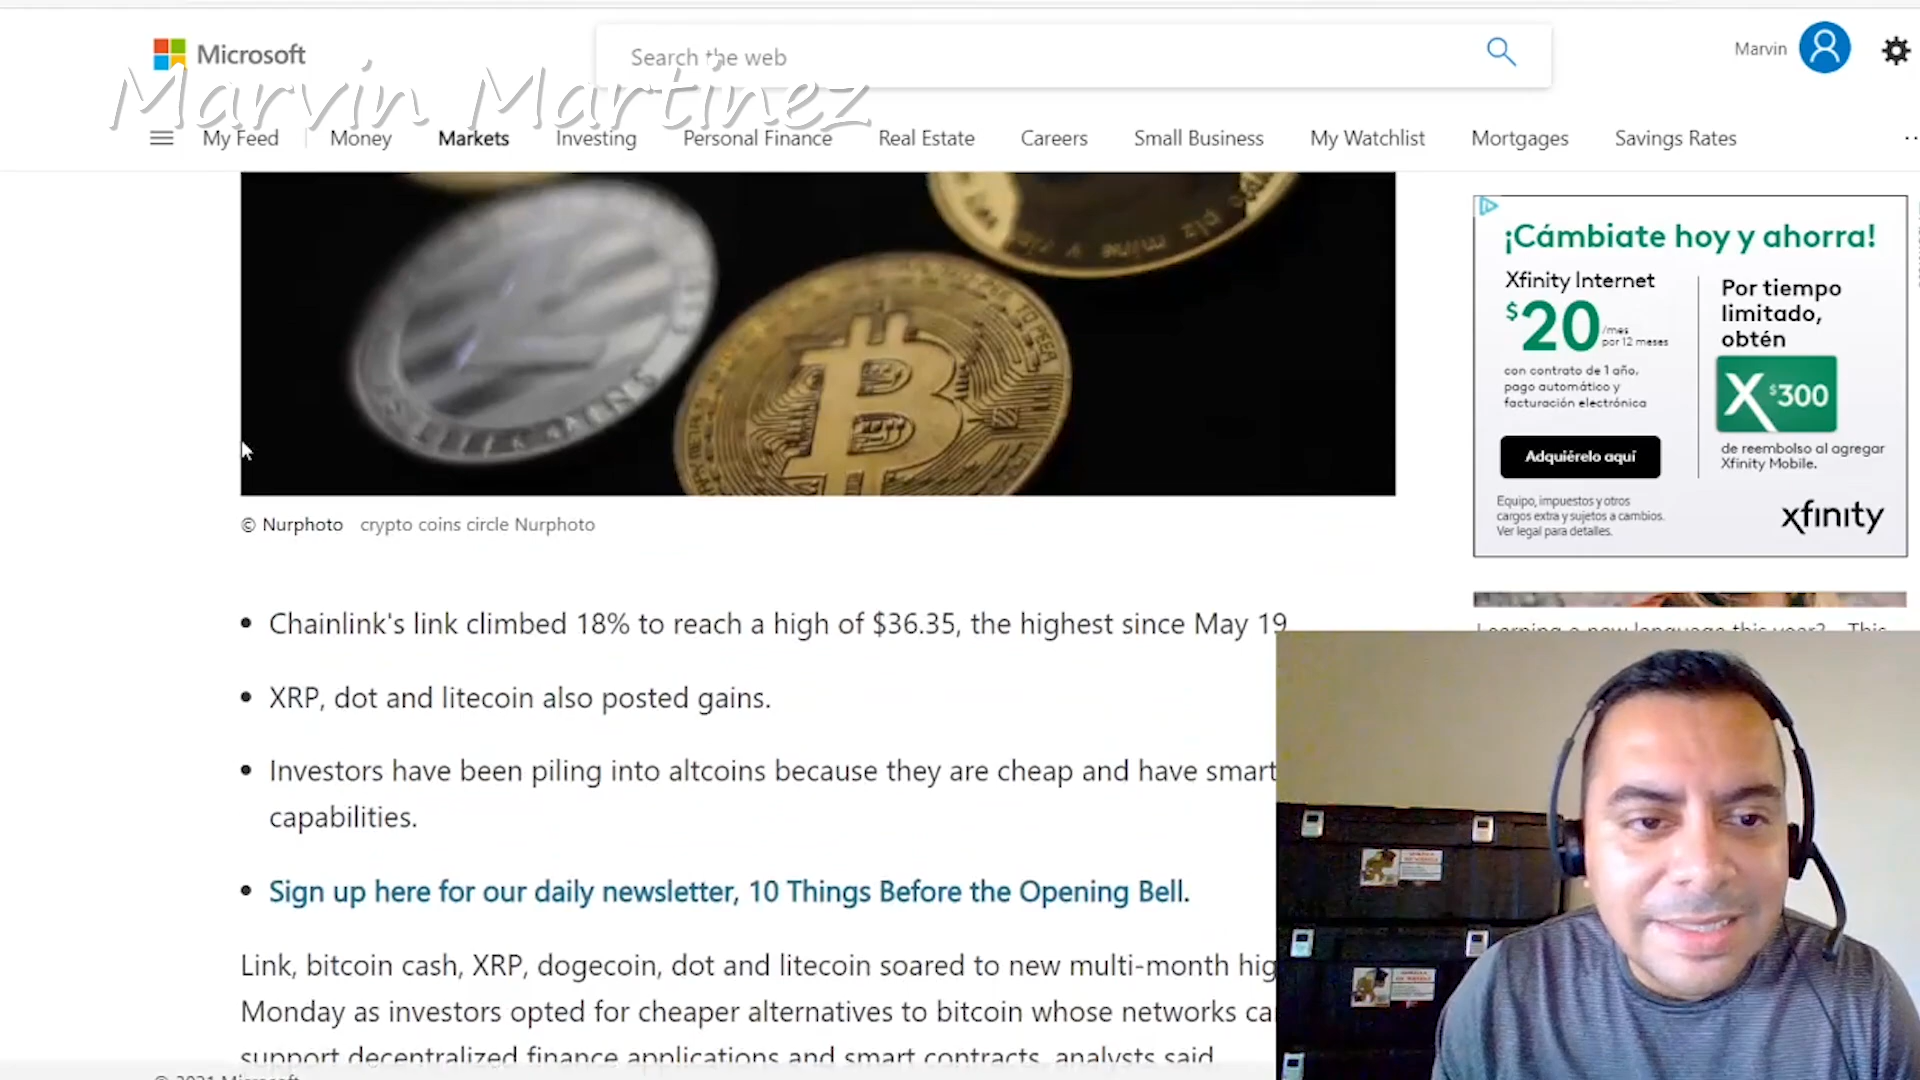 Microsoft
Search the web
Marvin
Marvin Martinez
My Feed
Money
Markets
Investing
Personal Finance
Real Estate
Careers
Small Business
My Watchlist
Mortgages
Savings Rates
¡Cámbiate hoy y ahorra!
Xfinity Internet
$20/mes
por 12 meses
con contrato de 1 año,
pago automático y
facturación electrónica
Adquiérelo aquí
Por tiempo
limitado,
obtén
X $300
de reembolso al agregar
Xfinity Mobile.
Equipo, impuestos y otros
cargos extra y sujetos a cambios.
Ver legal para detalles.
xfinity
© Nurphoto crypto coins circle Nurphoto
• Chainlink's link climbed 18% to reach a high of $36.35, the highest since May 19
• XRP, dot and litecoin also posted gains.
• Investors have been piling into altcoins because they are cheap and have smart
capabilities.
• Sign up here for our daily newsletter, 10 Things Before the Opening Bell.
Link, bitcoin cash, XRP, dogecoin, dot and litecoin soared to new multi-month hig
Monday as investors opted for cheaper alternatives to bitcoin whose networks ca
support decentralized finance applications and smart contracts, analysts said
Learning a new language this year? This
© 2021 Microsoft